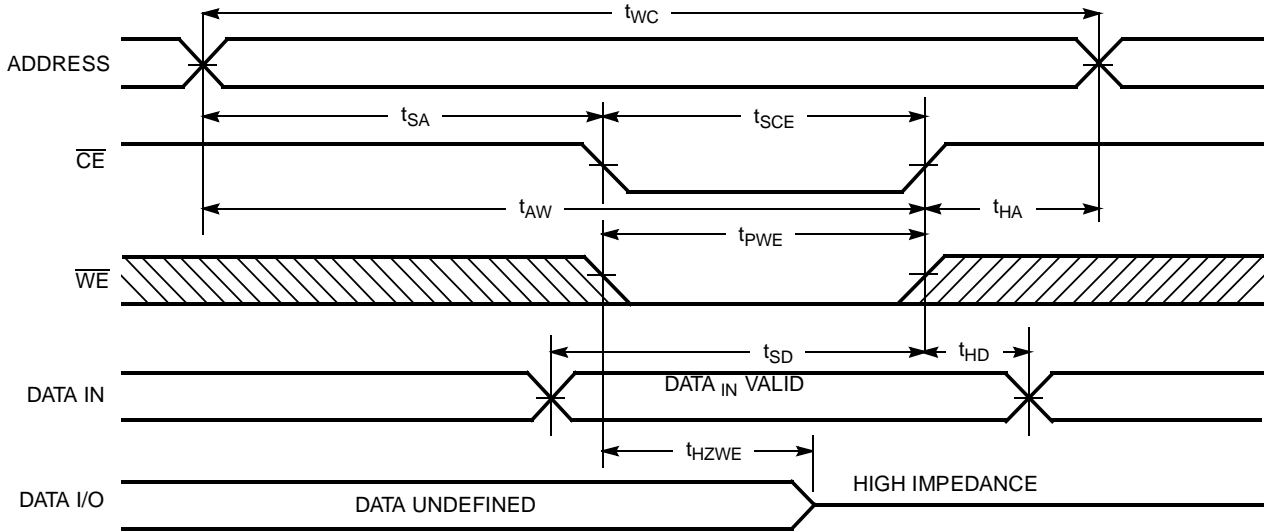 tWC
ADDRESS
tSA
tSCE
CE
tAW
tHA
tPWE
WE
tSD
tHD
DATA IN
DATA IN VALID
tHZWE
DATA I/O
DATA UNDEFINED
HIGH IMPEDANCE